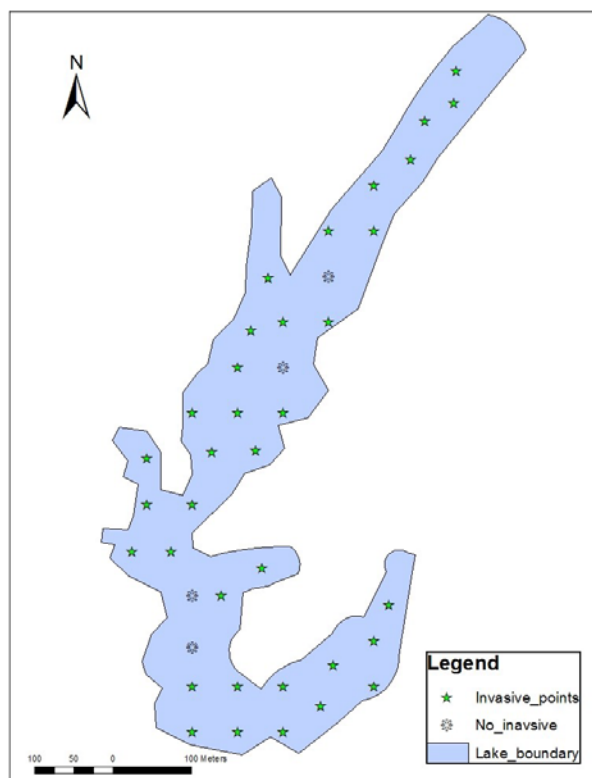 N
Legend
Invasive_points
No_inavsive
Lake_boundary
100 50 0 100 Meters